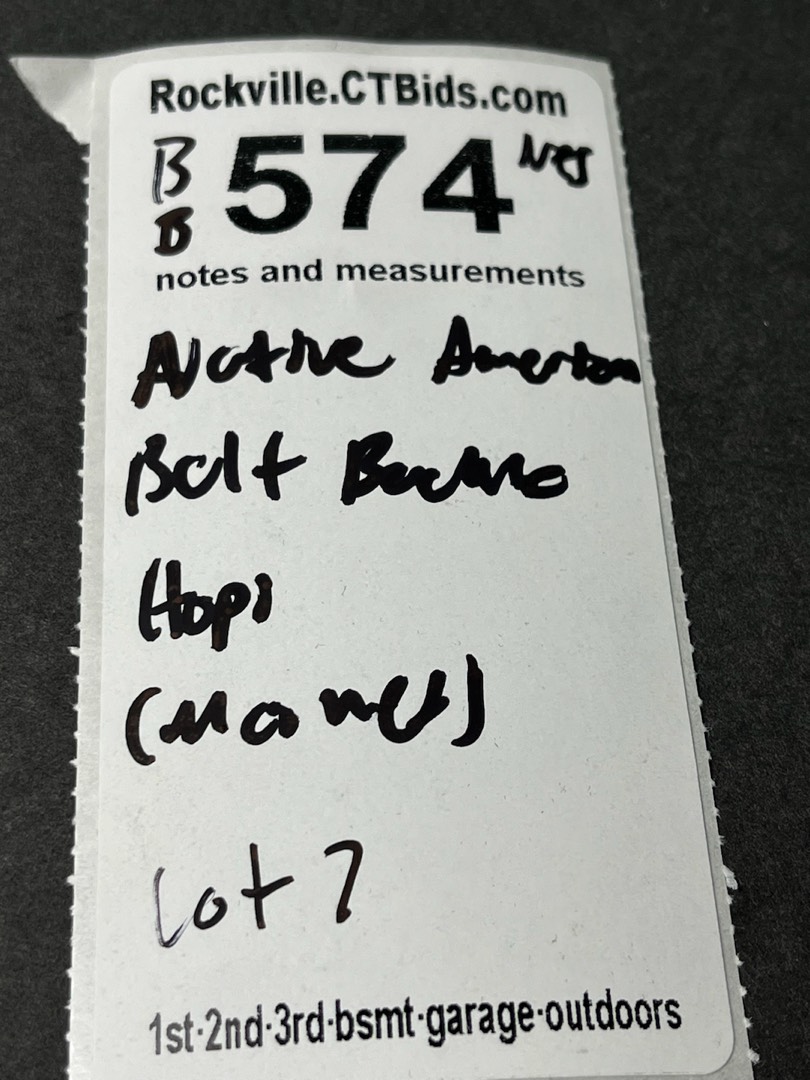 Rockville.CTBids.com
B 574
B
notes and measurements
Native American
Belt Buckle
Hopi
Lot 7
1st·2nd·3rd·bsmt·garage·outdoors